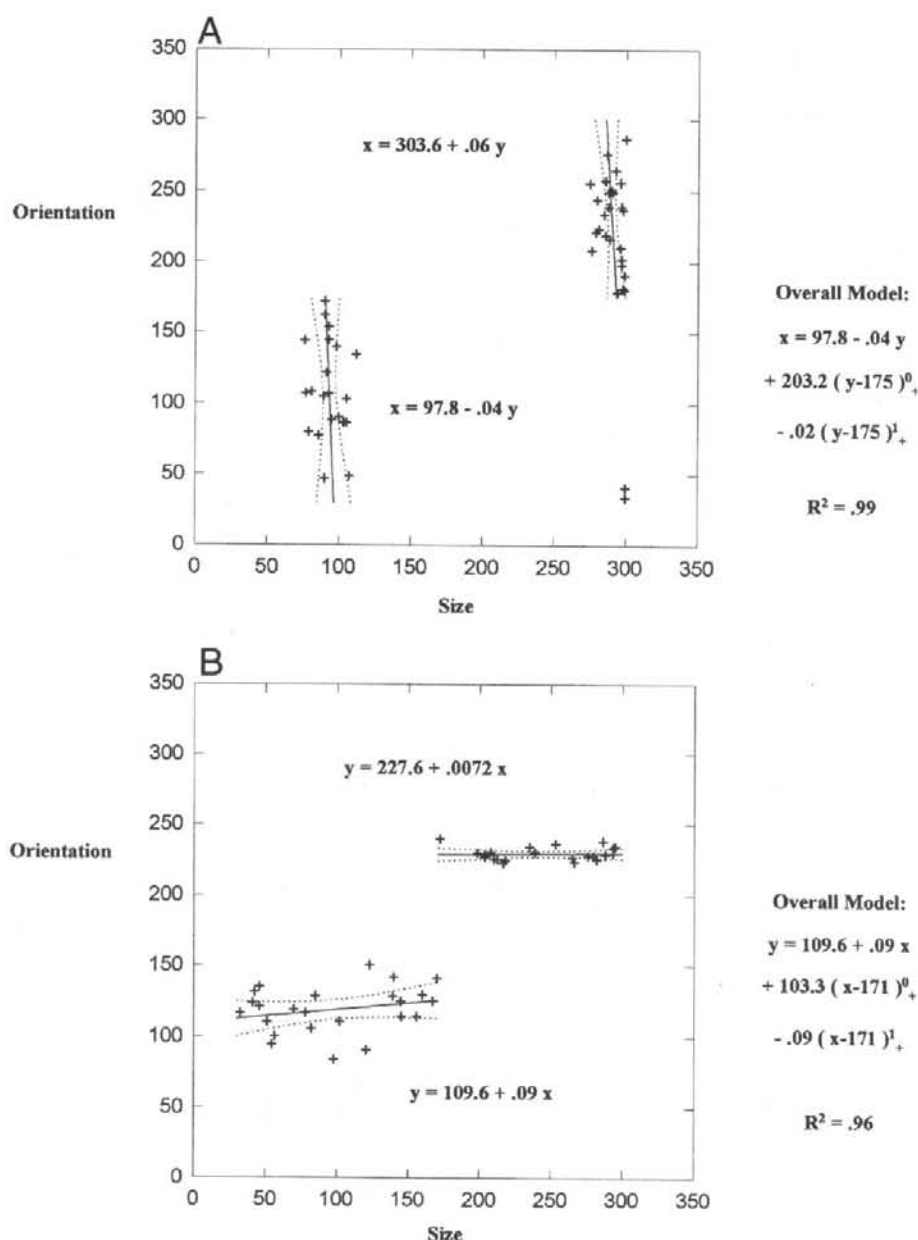 A
350
300
250
200
150
100
50
0
Orientation
x = 303.6 + .06 y
x = 97.8 - .04 y
0 50 100 150 200 250 300 350
Size
Overall Model:
x = 97.8 - .04 y
+ 203.2 ( y-175 )⁰₊
- .02 ( y-175 )¹₊
R² = .99
B
350
300
250
200
150
100
50
0
Orientation
y = 227.6 + .0072 x
y = 109.6 + .09 x
0 50 100 150 200 250 300 350
Size
Overall Model:
y = 109.6 + .09 x
+ 103.3 ( x-171 )⁰₊
- .09 ( x-171 )¹₊
R² = .96